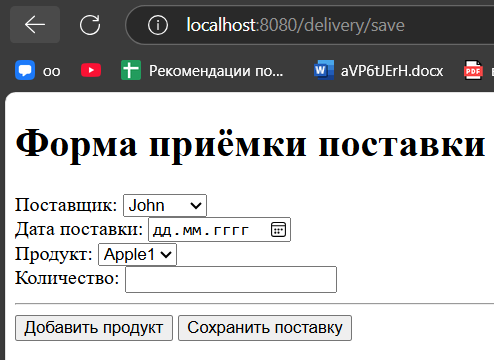 localhost:8080/delivery/save
oo Рекомендации по... aVP6tJErH.docx PDF
Форма приёмки поставки
Поставщик: John
Дата поставки: дд.мм.гггг
Продукт: Apple1
Количество:
Добавить продукт Сохранить поставку